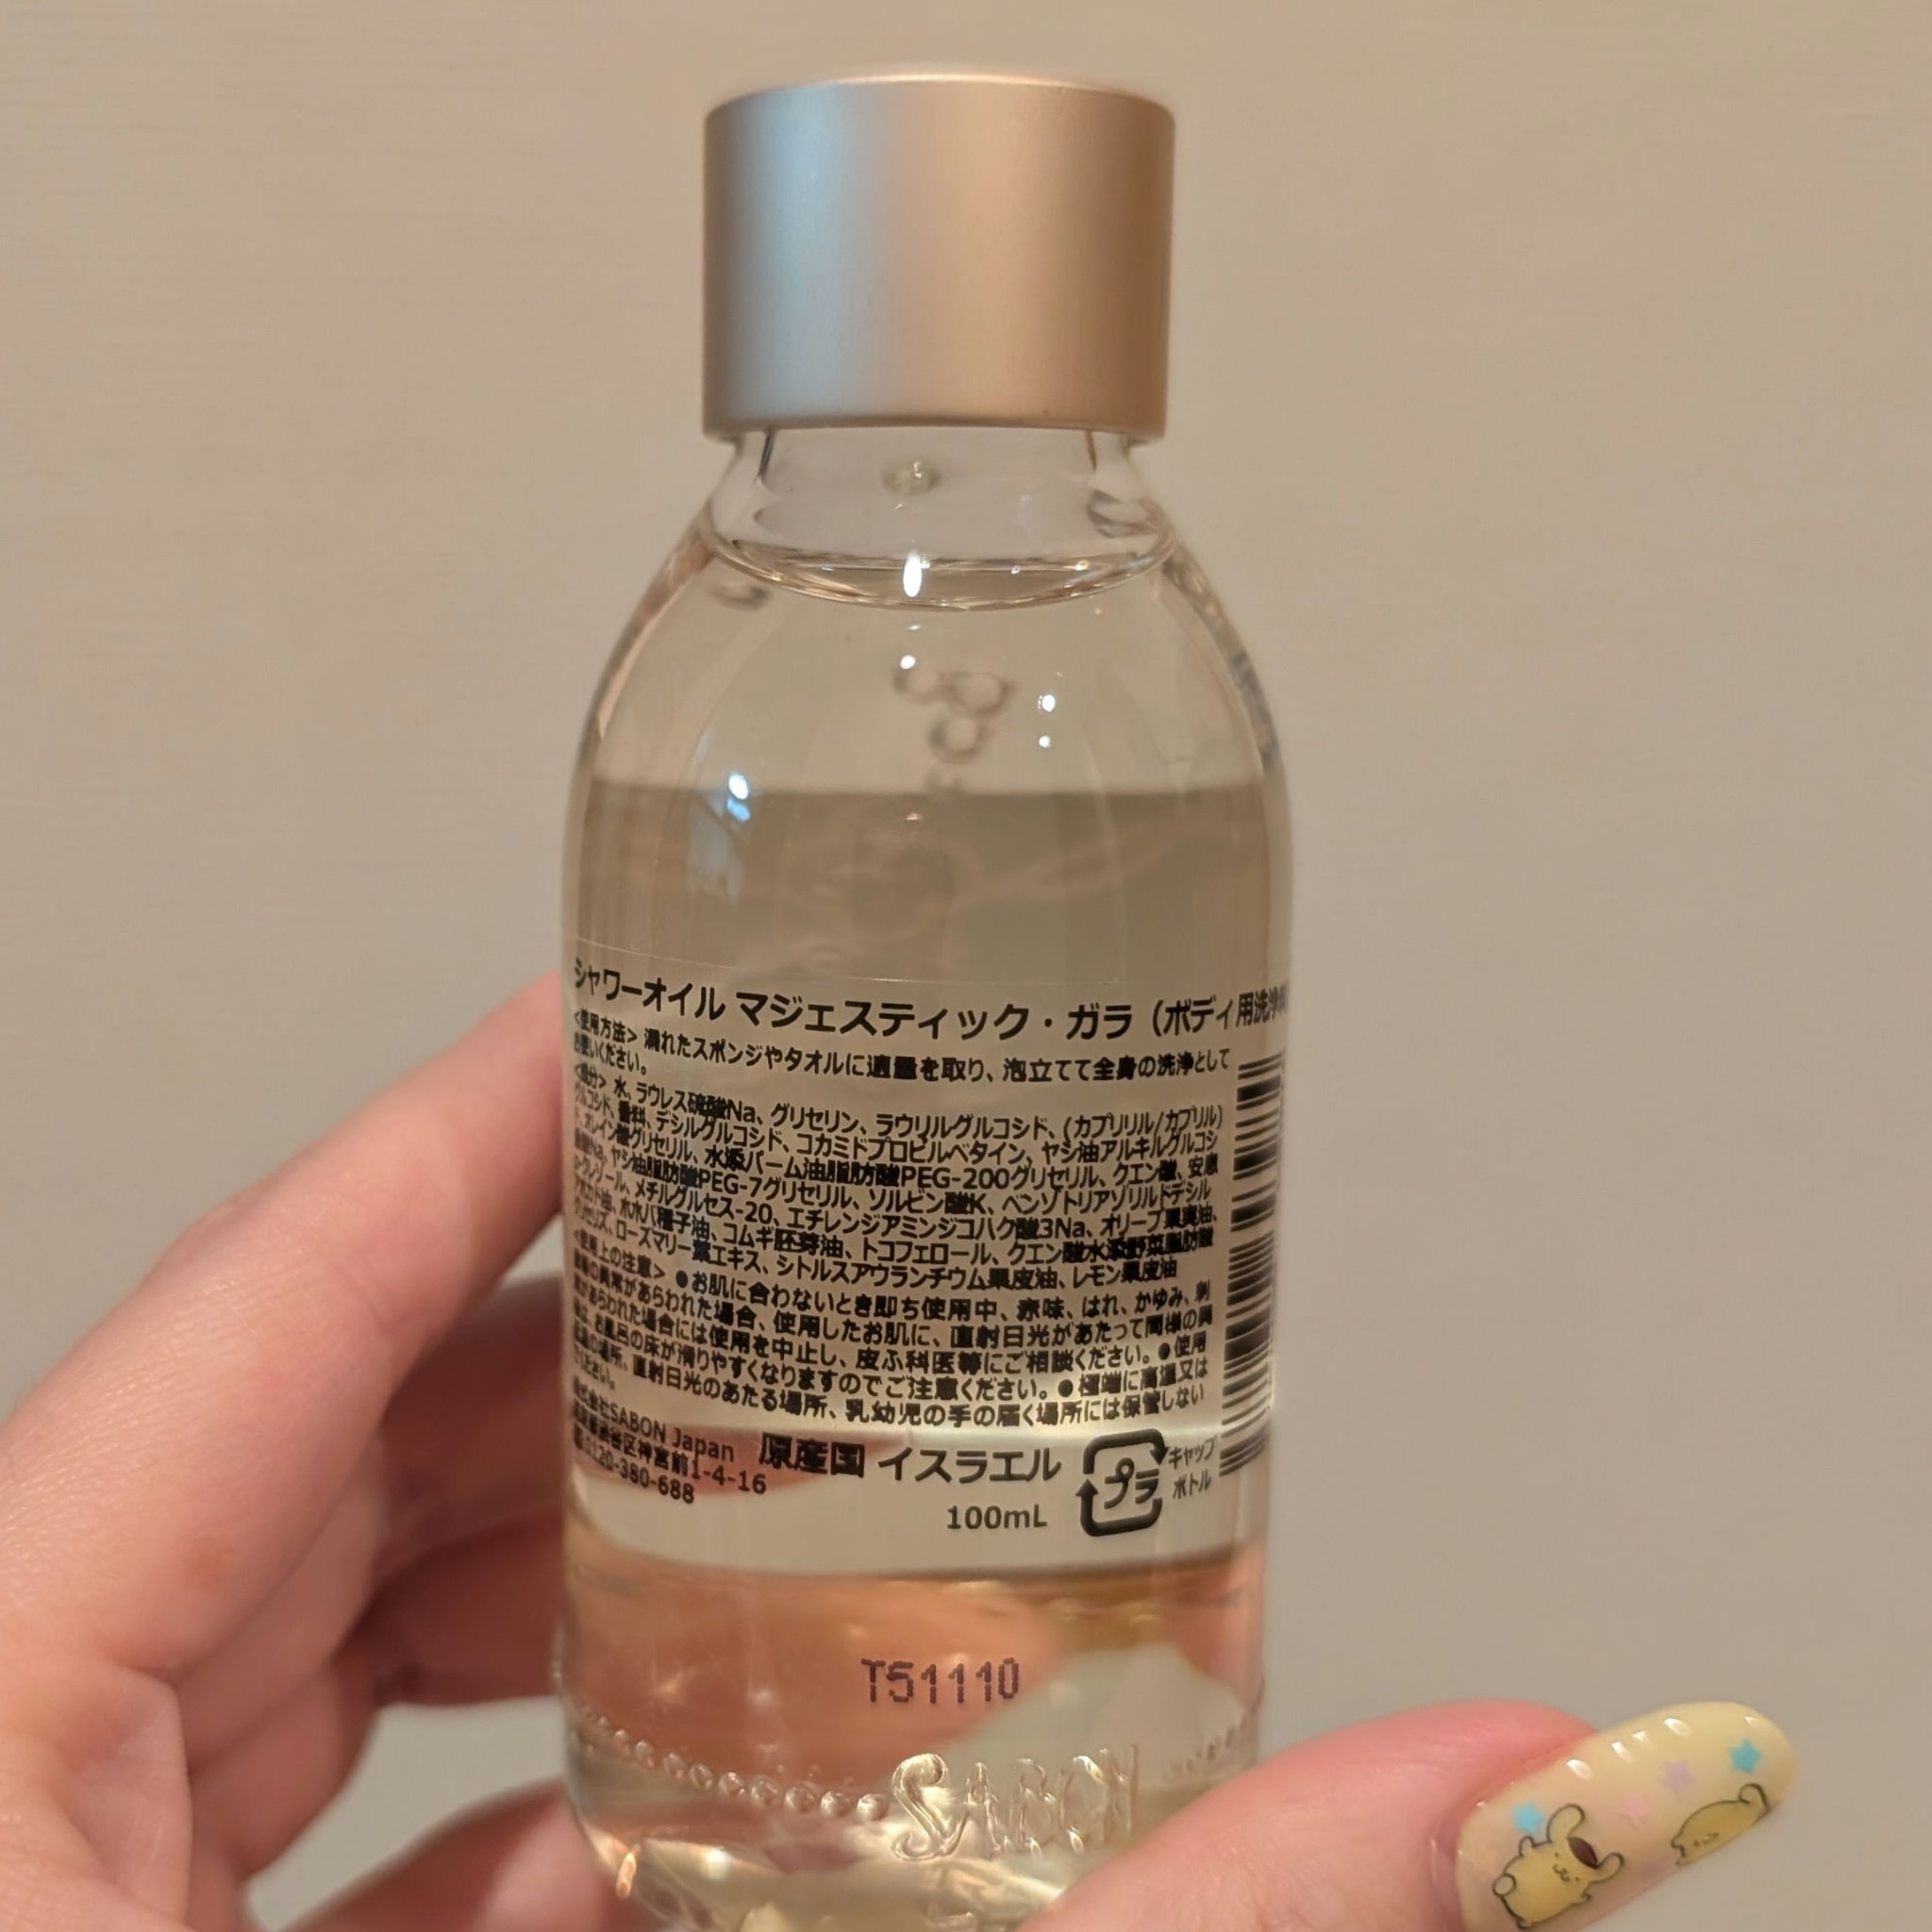 シャワーオイル マジェスティック・ガラ（ボディ用洗浄
<使用方法> 濡れたスポンジやタオルに適量を取り、泡立てて全身の洗浄として
お使いください。
<成分> 水、ラウレス硫酸Na、グリセリン、ラウリルグルコシド、(カプリリル/カプリル)
グルコシド、香料、デシルグルコシド、コカミドプロピルベタイン、ヤシ油アルキルグルコシ
ド、オレイン酸グリセリル、水添パーム油脂肪酸PEG-200グリセリル、クエン酸、安息
香酸Na、ヤシ油脂肪酸PEG-7グリセリル、ソルビン酸K、ベンゾトリアゾリルドデシル
p-クレゾール、メチルグルセス-20、エチレンジアミンジコハク酸3Na、オリーブ果実油、
アボカド油、ホホバ種子油、コムギ胚芽油、トコフェロール、クエン酸水添野菜脂肪酸
グリセリズ、ローズマリー葉エキス、シトルスアウランチウム果皮油、レモン果皮油
<使用上の注意> ●お肌に合わないとき即ち使用中、赤味、はれ、かゆみ、刺
激等の異常があらわれた場合、使用したお肌に、直射日光があたって同様の異
常があらわれた場合には使用を中止し、皮ふ科医等にご相談ください。●使用
後は、お風呂の床が滑りやすくなりますのでご注意ください。●極端に高温又は
低温の場所、直射日光のあたる場所、乳幼児の手の届く場所には保管しない
でください。
株式会社SABON Japan
東京都渋谷区神宮前1-4-16
0120-380-688
原産国 イスラエル
100mL
プラ
キャップ
ボトル
T51110
SABON